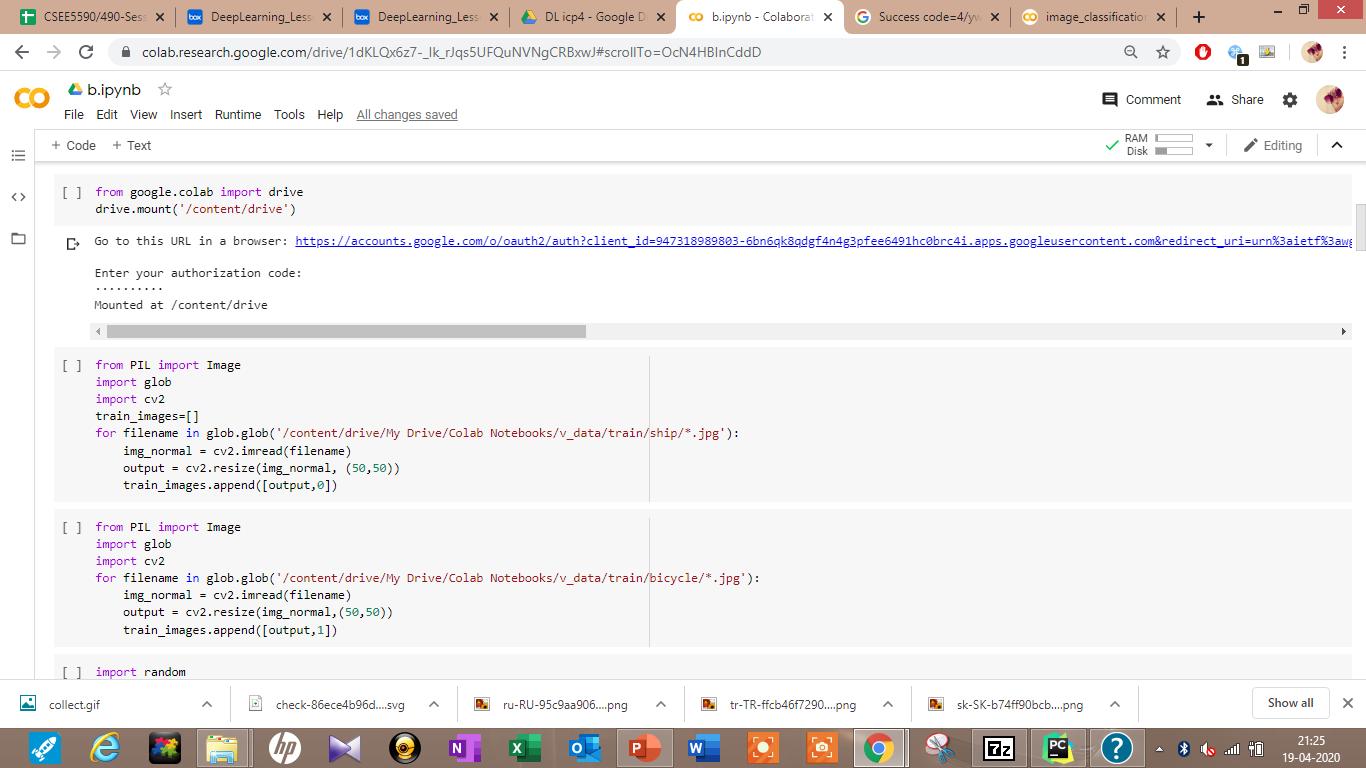 CSEE5590/490-Sess
DeepLearning_Less
DeepLearning_Less
DL icp4 - Google D
b.ipynb - Colaborat
Success code=4/yw
image_classification
colab.research.google.com/drive/1dKLQx6z7-_lk_rJqs5UFQuNVNgCRBxwJ#scrollTo=OcN4HBInCddD
1
b.ipynb
File Edit View Insert Runtime Tools Help All changes saved
Comment
Share
+ Code + Text
RAM
Disk
Editing
[ ] from google.colab import drive
drive.mount('/content/drive')
Go to this URL in a browser: https://accounts.google.com/o/oauth2/auth?client_id=947318989803-6bn6qk8qdgf4n4g3pfee6491hc0brc4i.apps.googleusercontent.com&redirect_uri=urn%3aietf%3awg
Enter your authorization code:
··········
Mounted at /content/drive
[ ] from PIL import Image
import glob
import cv2
train_images=[]
for filename in glob.glob('/content/drive/My Drive/Colab Notebooks/v_data/train/ship/*.jpg'):
img_normal = cv2.imread(filename)
output = cv2.resize(img_normal, (50,50))
train_images.append([output,0])
[ ] from PIL import Image
import glob
import cv2
for filename in glob.glob('/content/drive/My Drive/Colab Notebooks/v_data/train/bicycle/*.jpg'):
img_normal = cv2.imread(filename)
output = cv2.resize(img_normal,(50,50))
train_images.append([output,1])
[ ] import random
collect.gif
check-86ece4b96d....svg
ru-RU-95c9aa906....png
tr-TR-ffcb46f7290....png
sk-SK-b74ff90bcb....png
Show all
21:25
19-04-2020